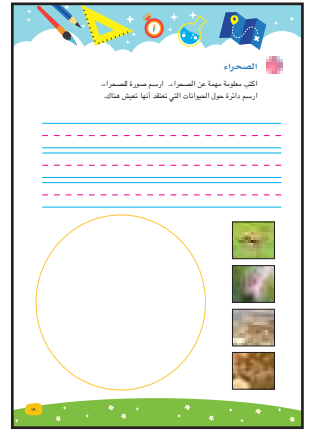 الصحراء
اكتب معلومة مهمة عن الصحراء. ارسم صورة للصحراء.
ارسم دائرة حول الحيوانات التي تعتقد أنها تعيش هناك.